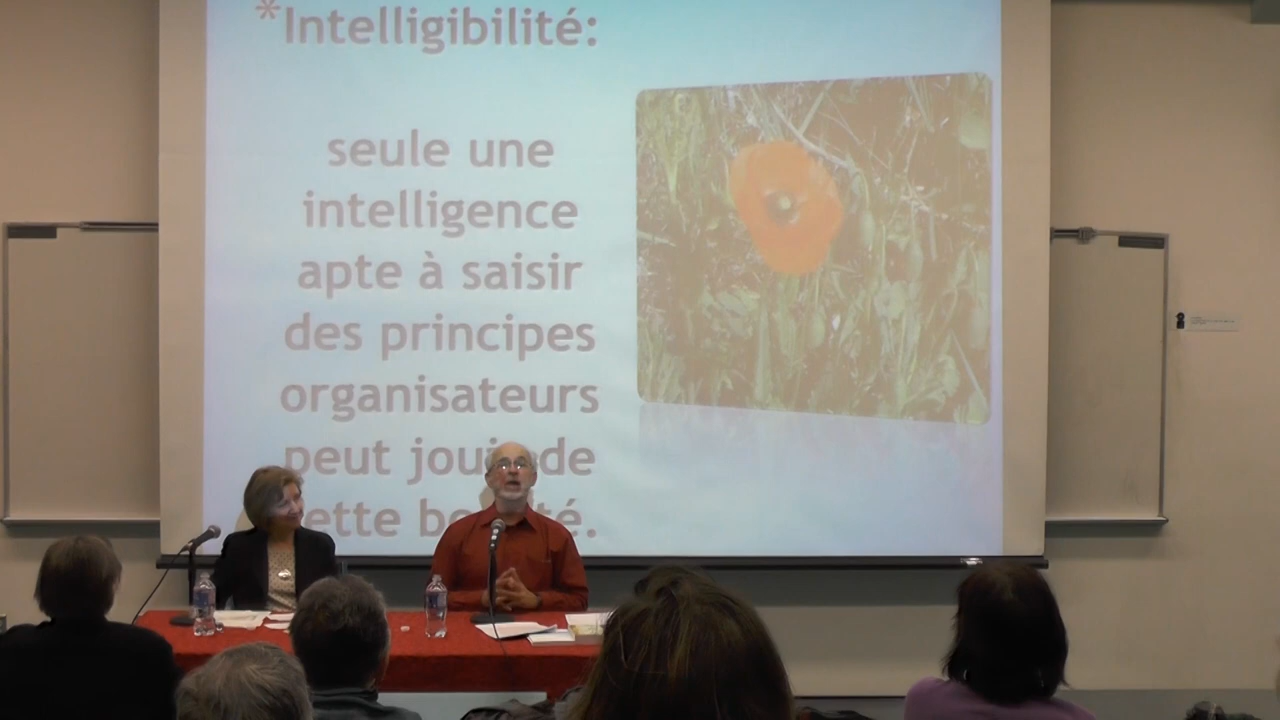 *Intelligibilité:
seule une
intelligence
apte à saisir
des principes
organisateurs
peut de